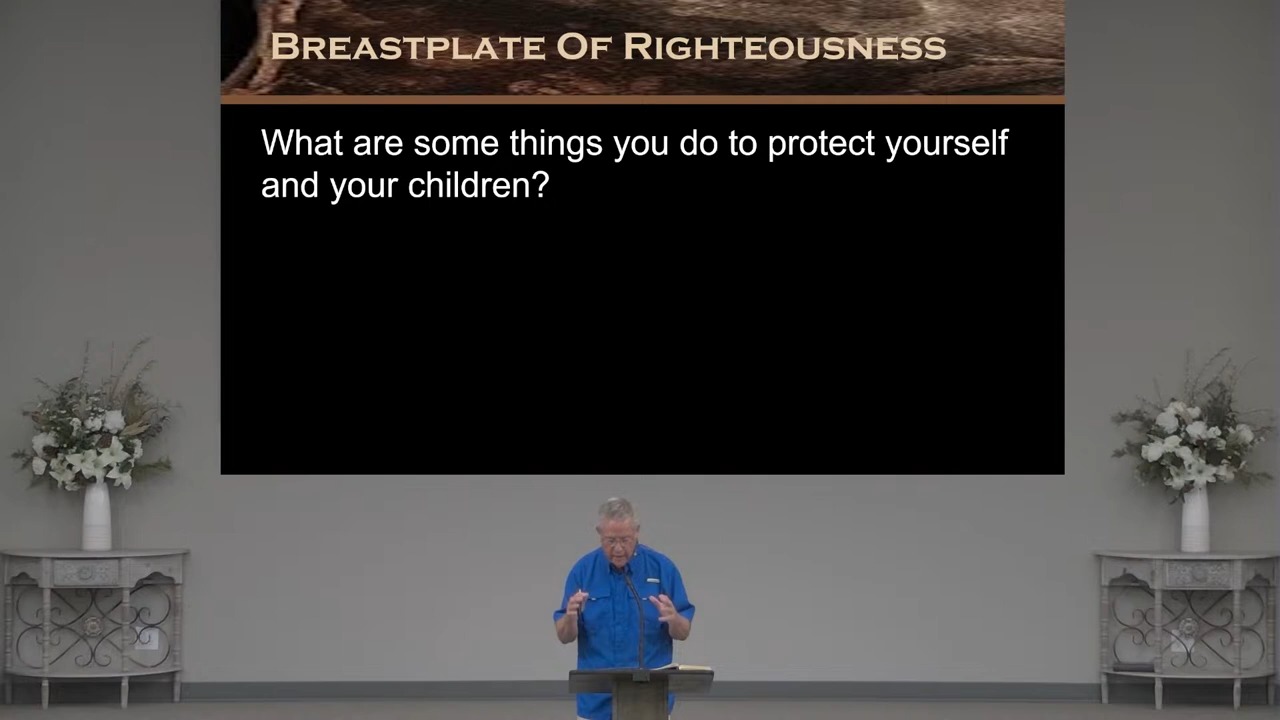 BREASTPLATE OF RIGHTEOUSNESS
What are some things you do to protect yourself
and your children?